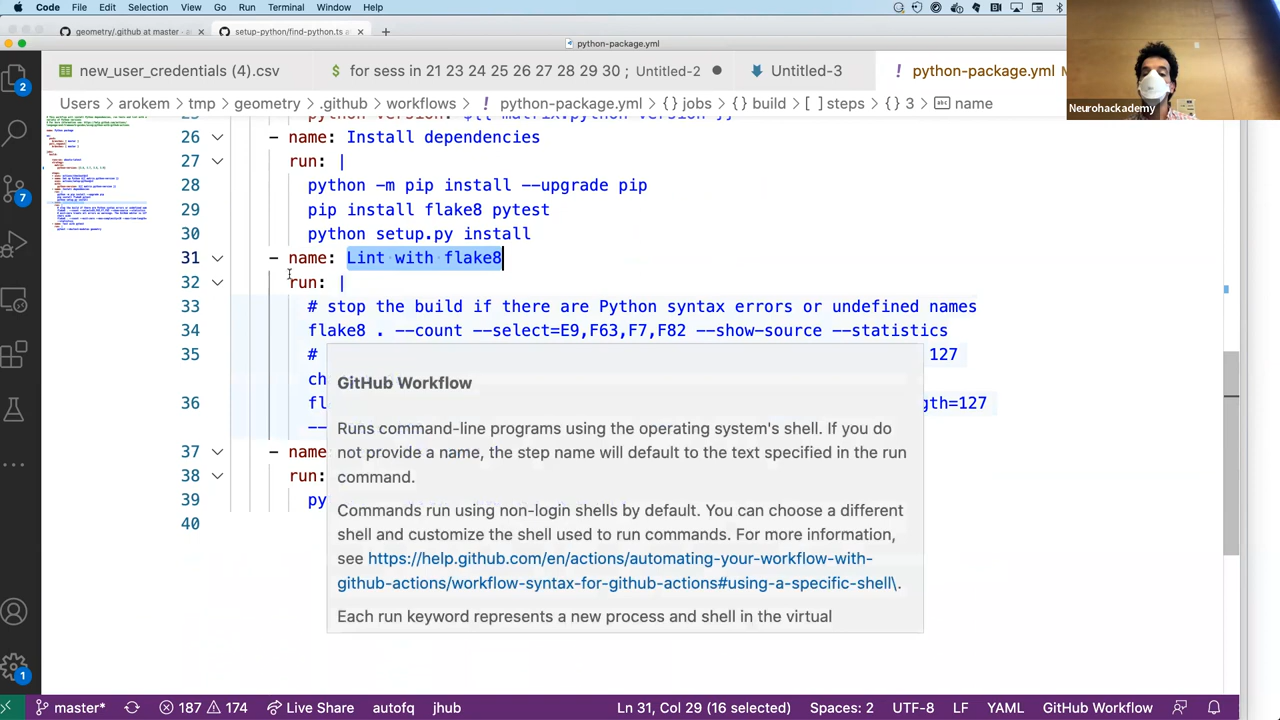 Code File Edit Selection View Go Run Terminal Window Help
geometry/.github at master · a
setup-python/find-python.ts at
python-package.yml
new_user_credentials (4).csv
$ for sess in 21 23 24 25 26 27 28 29 30 ; Untitled-2
Untitled-3
! python-package.yml
Users > arokem > tmp > geometry > .github > workflows > ! python-package.yml > {} jobs > {} build > [ ] steps > {} 3 > name
Neurohackademy
python-version: ${{ matrix.python-version }}
26 - name: Install dependencies
27 run: |
28 python -m pip install --upgrade pip
29 pip install flake8 pytest
30 python setup.py install
31 - name: Lint with flake8
32 run: |
33 # stop the build if there are Python syntax errors or undefined names
34 flake8 . --count --select=E9,F63,F7,F82 --show-source --statistics
35 # 127
ch
36 fl gth=127
--
37 - name
38 run:
39 py
40
GitHub Workflow
Runs command-line programs using the operating system's shell. If you do
not provide a name, the step name will default to the text specified in the run
command.
Commands run using non-login shells by default. You can choose a different
shell and customize the shell used to run commands. For more information,
see https://help.github.com/en/actions/automating-your-workflow-with-
github-actions/workflow-syntax-for-github-actions#using-a-specific-shell\.
Each run keyword represents a new process and shell in the virtual
2
7
1
master* 187 174 Live Share autofq jhub Ln 31, Col 29 (16 selected) Spaces: 2 UTF-8 LF YAML GitHub Workflow